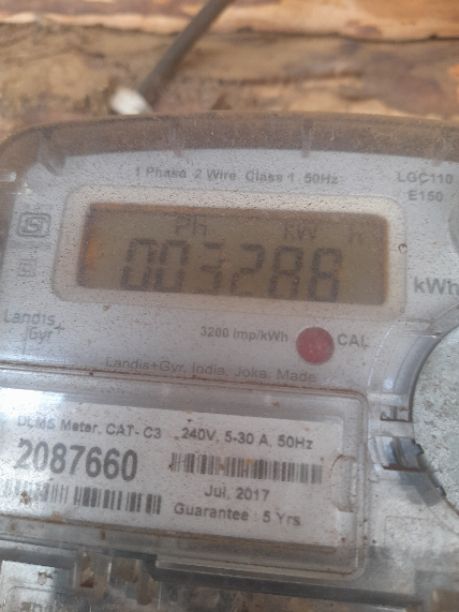 1 Phase 2 Wire Class 1 50Hz
LGC110
E150
Ph kW h
003288
kWh
Landis
Gyr+
3200 imp/kWh
CAL
Landis+Gyr, India, Joka, Made
DLMS Meter, CAT- C3 240V, 5-30 A, 50Hz
2087660
Jul, 2017
Guarantee : 5 Yrs